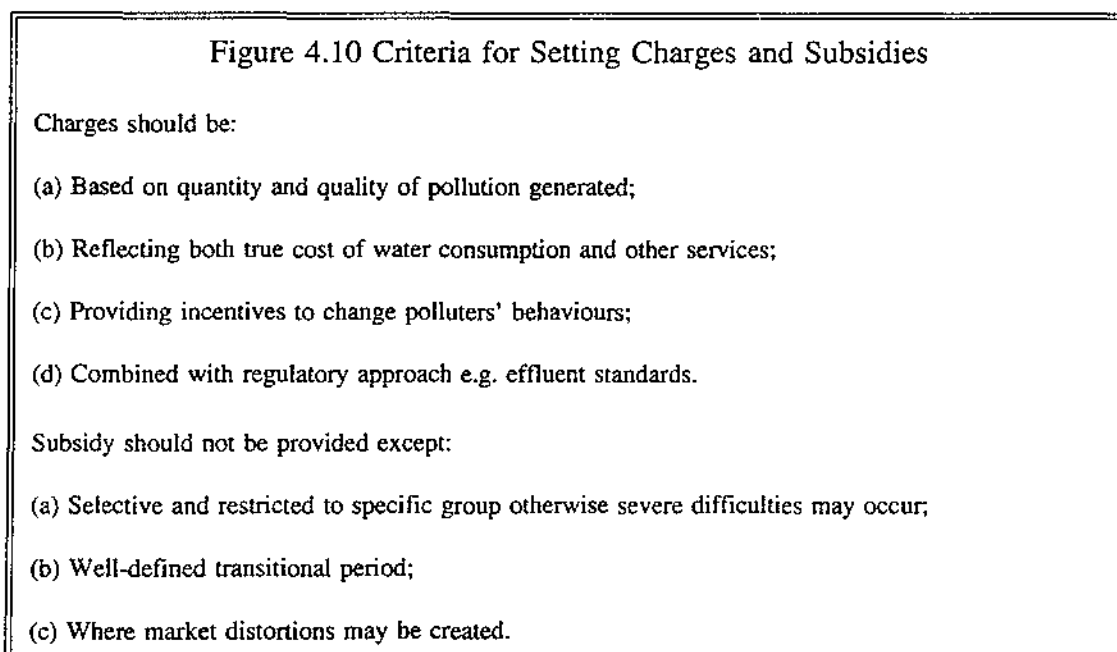 Figure 4.10 Criteria for Setting Charges and Subsidies
Charges should be:
(a) Based on quantity and quality of pollution generated;
(b) Reflecting both true cost of water consumption and other services;
(c) Providing incentives to change polluters' behaviours;
(d) Combined with regulatory approach e.g. effluent standards.
Subsidy should not be provided except:
(a) Selective and restricted to specific group otherwise severe difficulties may occur;
(b) Well-defined transitional period;
(c) Where market distortions may be created.